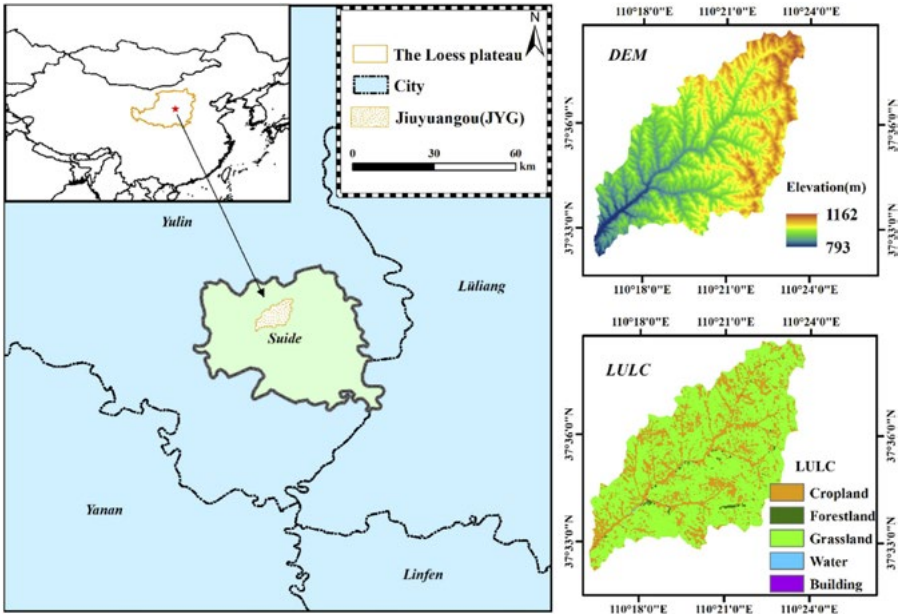 N
The Loess plateau
City
Jiuyuangou(JYG)
0 30 60
km
Yulin
Lüliang
Suide
Yanan
Linfen
110°18'0"E 110°21'0"E 110°24'0"E
DEM
37°36'0"N
37°33'0"N
37°36'0"N
37°33'0"N
Elevation(m)
1162
793
110°18'0"E 110°21'0"E 110°24'0"E
110°18'0"E 110°21'0"E 110°24'0"E
LULC
37°36'0"N
37°33'0"N
37°36'0"N
37°33'0"N
LULC
Cropland
Forestland
Grassland
Water
Building
110°18'0"E 110°21'0"E 110°24'0"E